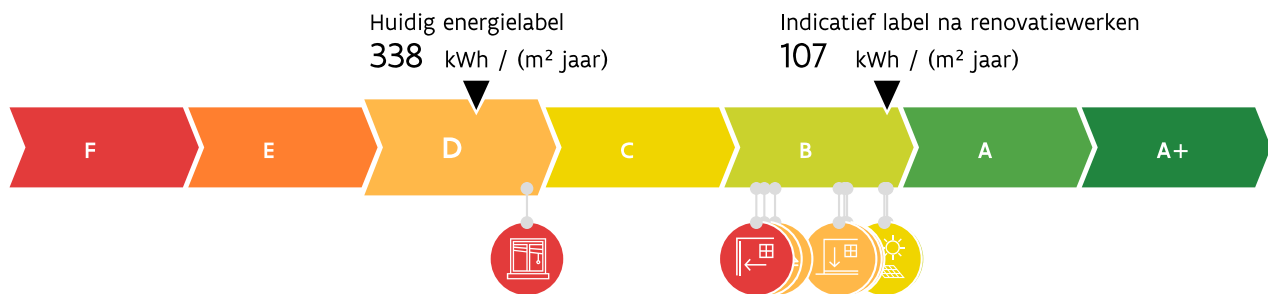 Huidig energielabel
338 kWh / (m² jaar)
Indicatief label na renovatiewerken
107 kWh / (m² jaar)
F
E
D
C
B
A
A+